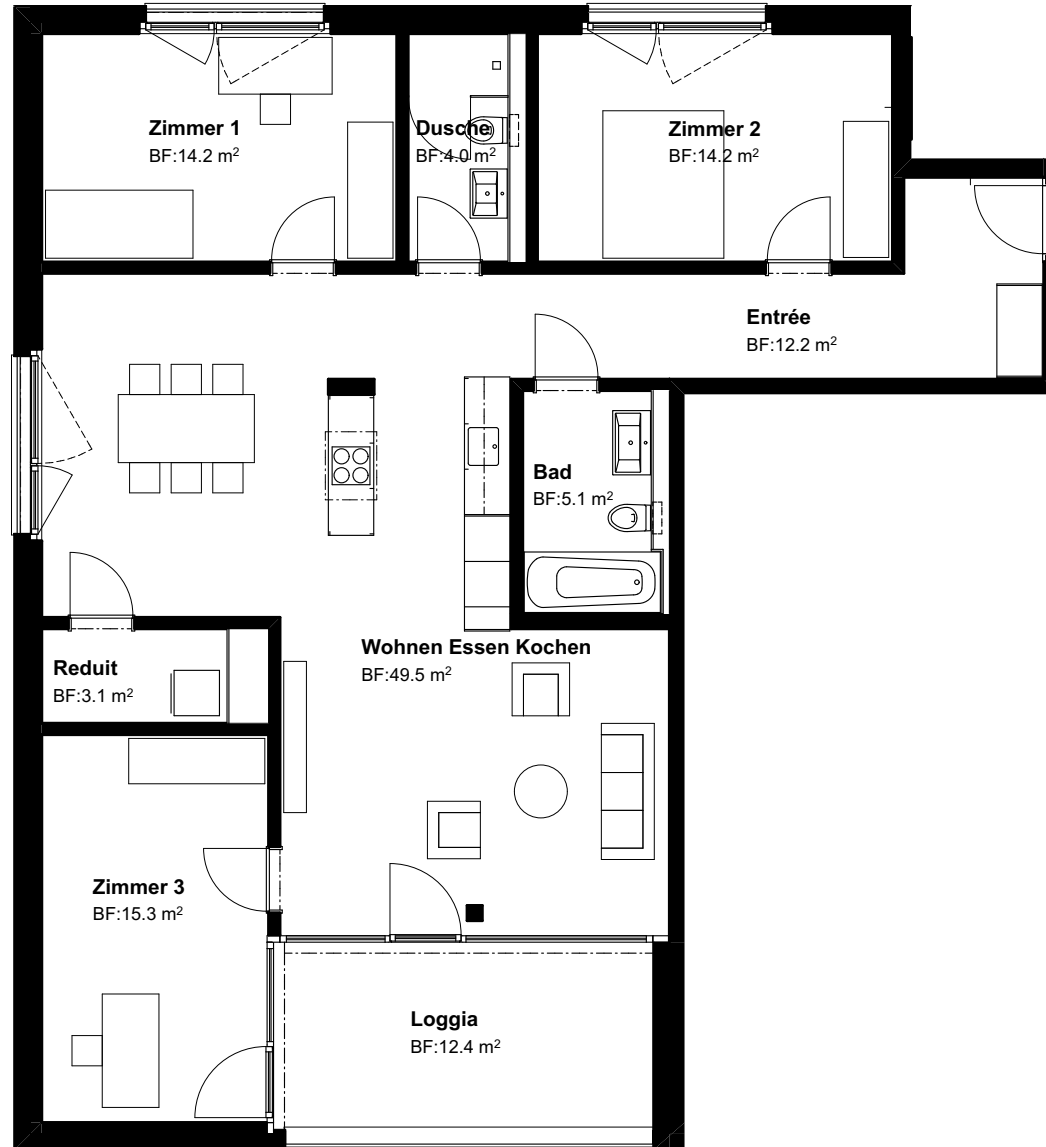 Zimmer 1
BF:14.2 m²
Dusche
BF:4.0 m²
Zimmer 2
BF:14.2 m²
Entrée
BF:12.2 m²
Bad
BF:5.1 m²
Wohnen Essen Kochen
BF:49.5 m²
Reduit
BF:3.1 m²
Zimmer 3
BF:15.3 m²
Loggia
BF:12.4 m²